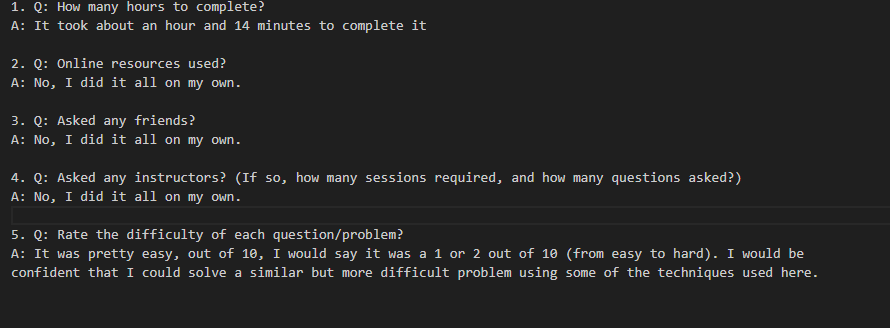 1. Q: How many hours to complete?
A: It took about an hour and 14 minutes to complete it
2. Q: Online resources used?
A: No, I did it all on my own.
3. Q: Asked any friends?
A: No, I did it all on my own.
4. Q: Asked any instructors? (If so, how many sessions required, and how many questions asked?)
A: No, I did it all on my own.
5. Q: Rate the difficulty of each question/problem?
A: It was pretty easy, out of 10, I would say it was a 1 or 2 out of 10 (from easy to hard). I would be
confident that I could solve a similar but more difficult problem using some of the techniques used here.